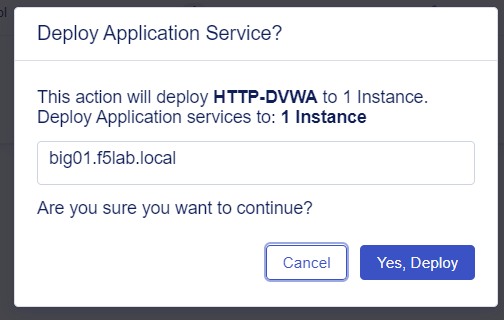 ol
Deploy Application Service?
This action will deploy HTTP-DVWA to 1 Instance.
Deploy Application services to: 1 Instance
big01.f5lab.local
Are you sure you want to continue?
Cancel
Yes, Deploy